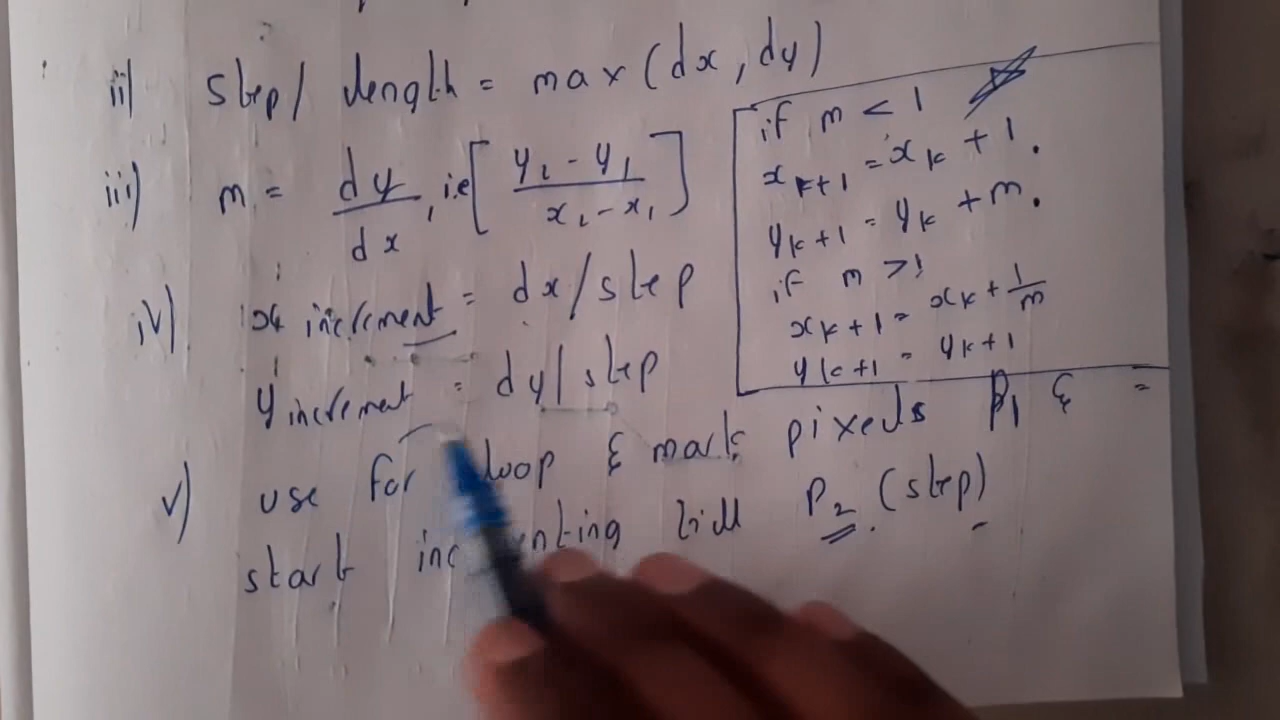 ii) Step/ length = max (dx, dy)
iii) m = dy/dx, i.e [ y₂ - y₁ / x₂ - x₁ ]
iv) x increment = dx/step
y increment = dy/step
if m < 1
xₖ₊₁ = xₖ + 1.
yₖ₊₁ = yₖ + m.
if m > 1
xₖ₊₁ = xₖ + 1/m
yₖ₊₁ = yₖ + 1
v) use for loop & mark pixels P₁ & =
start till P₂ (step)